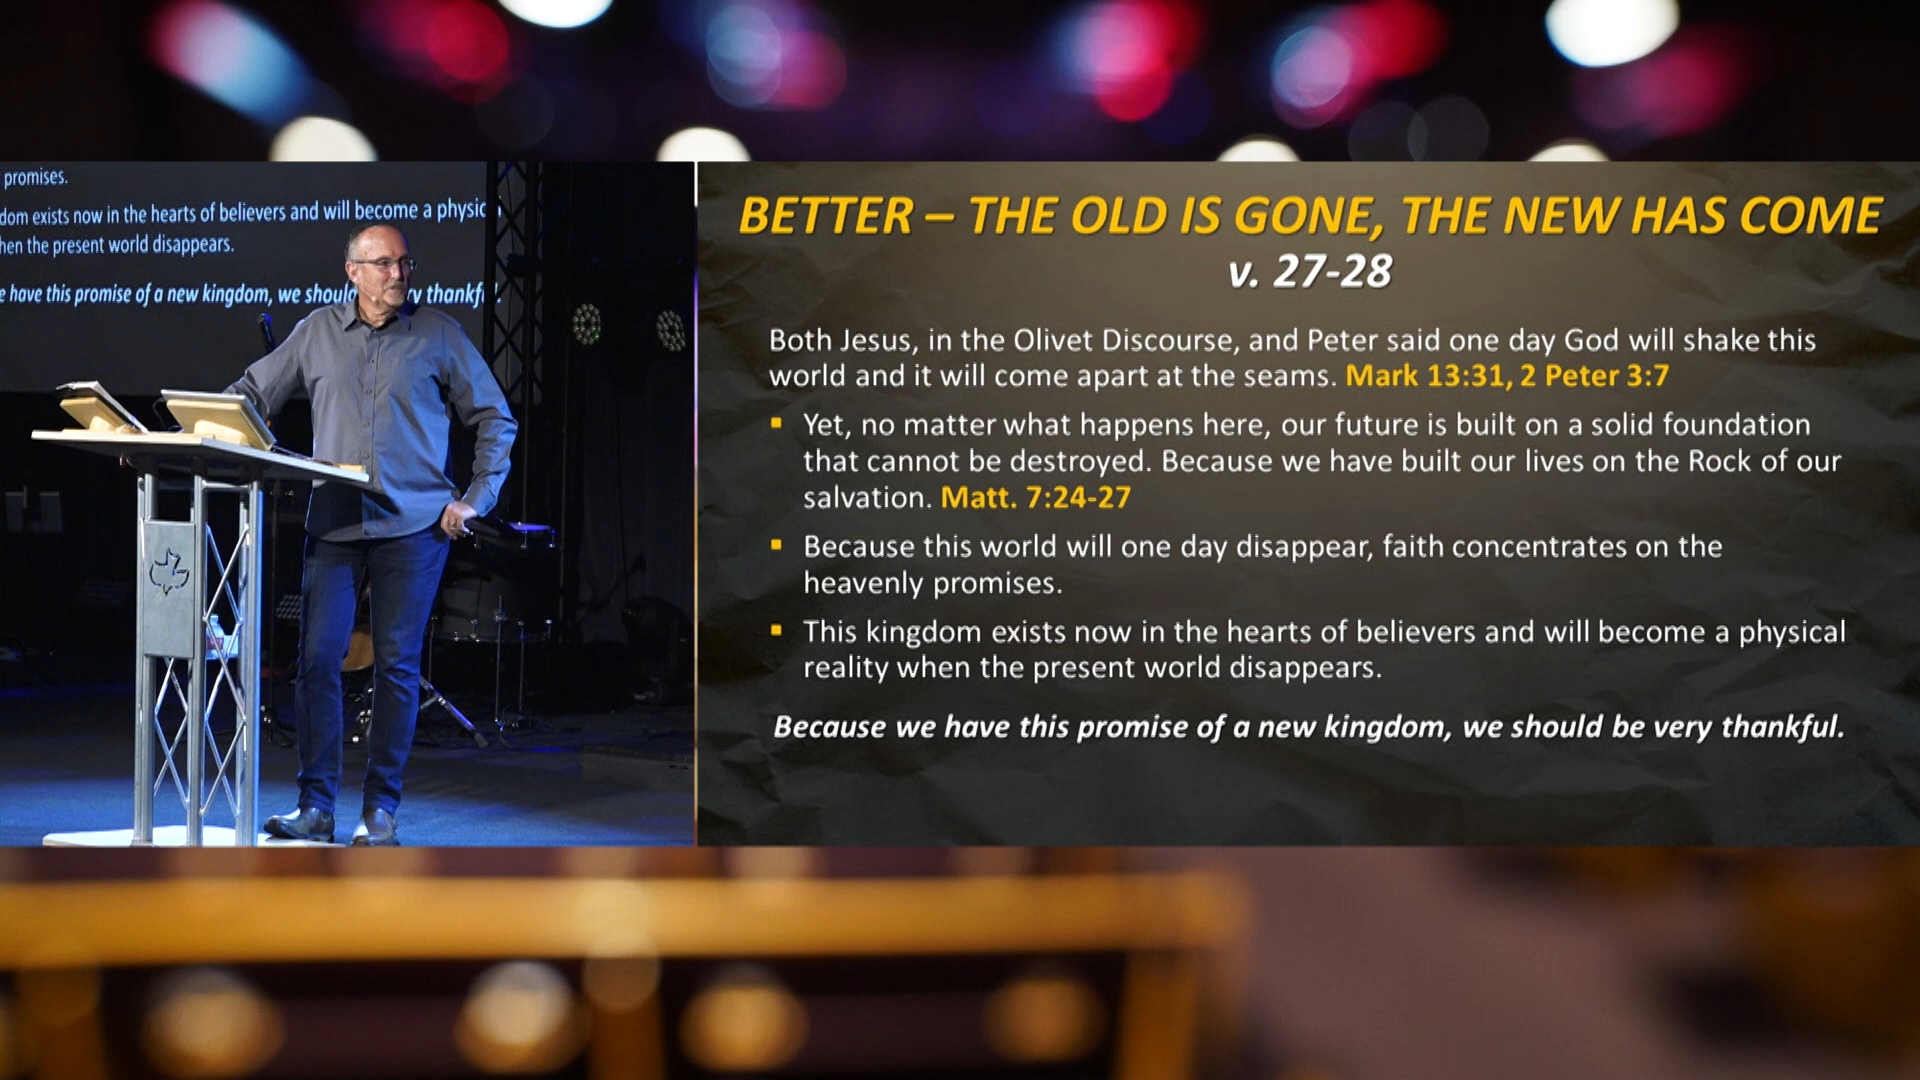 promises.
dom exists now in the hearts of believers and will become a physic
hen the present world disappears.
e have this promise of a new kingdom, we should ry thankf
BETTER – THE OLD IS GONE, THE NEW HAS COME
v. 27-28
Both Jesus, in the Olivet Discourse, and Peter said one day God will shake this
world and it will come apart at the seams. Mark 13:31, 2 Peter 3:7
▪ Yet, no matter what happens here, our future is built on a solid foundation
that cannot be destroyed. Because we have built our lives on the Rock of our
salvation. Matt. 7:24-27
▪ Because this world will one day disappear, faith concentrates on the
heavenly promises.
▪ This kingdom exists now in the hearts of believers and will become a physical
reality when the present world disappears.
Because we have this promise of a new kingdom, we should be very thankful.